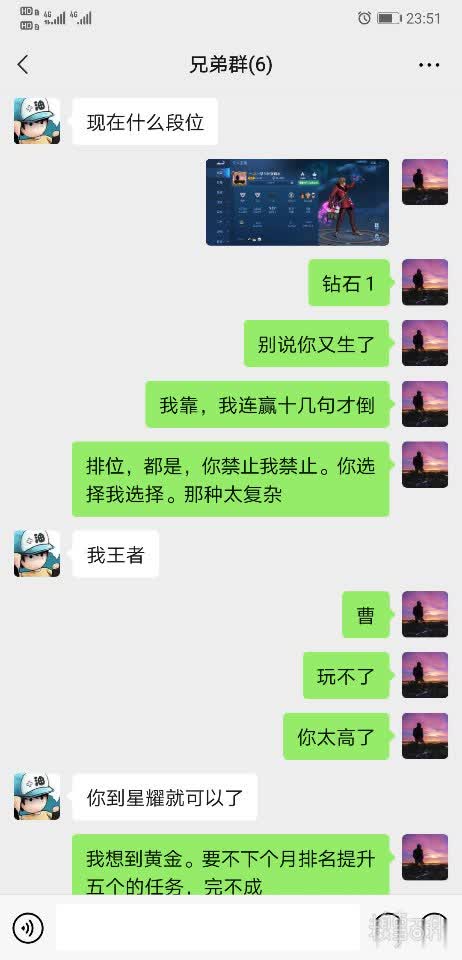 HD 4G 4G 23:51
HD
兄弟群(6)
现在什么段位
钻石1
别说你又生了
我靠，我连赢十几句才倒
排位，都是，你禁止我禁止。你选
择我选择。那种太复杂
我王者
曹
玩不了
你太高了
你到星耀就可以了
我想到黄金。要不下个月排名提升
五个的任务，完不成